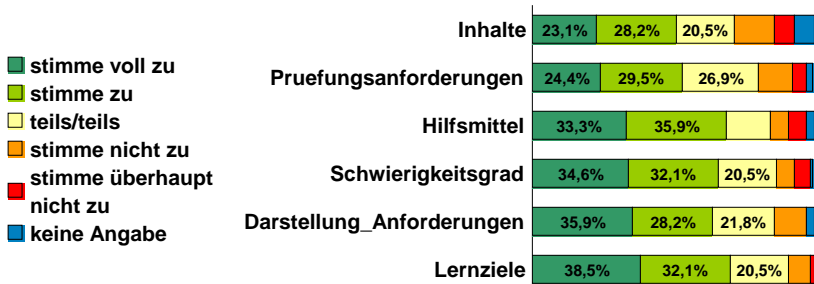 stimme voll zu
stimme zu
teils/teils
stimme nicht zu
stimme überhaupt
nicht zu
keine Angabe
Inhalte 23,1% 28,2% 20,5%
Pruefungsanforderungen 24,4% 29,5% 26,9%
Hilfsmittel 33,3% 35,9%
Schwierigkeitsgrad 34,6% 32,1% 20,5%
Darstellung_Anforderungen 35,9% 28,2% 21,8%
Lernziele 38,5% 32,1% 20,5%